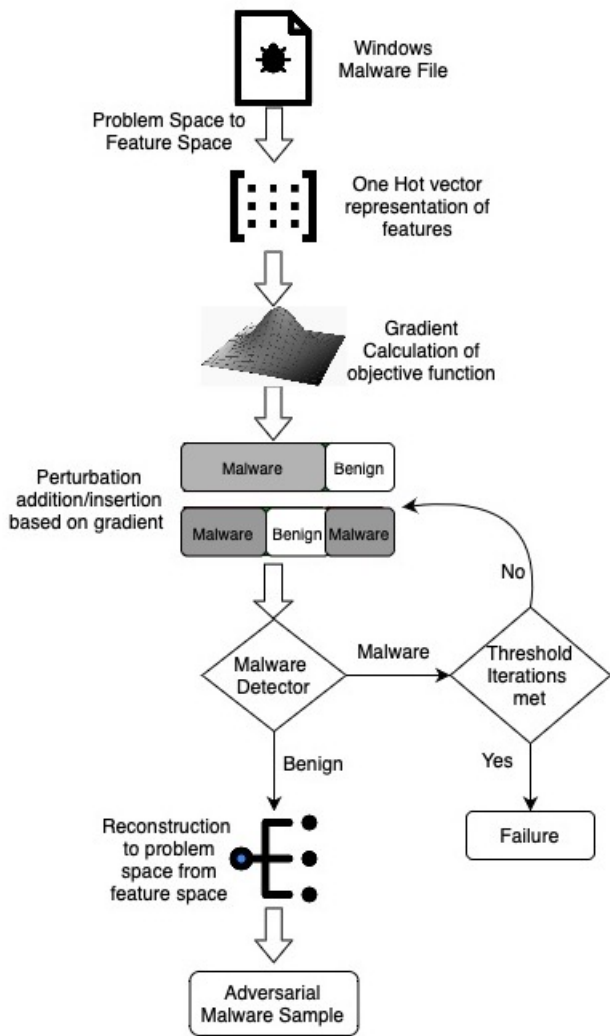 Windows
Malware File
Problem Space to
Feature Space
One Hot vector
representation of
features
Gradient
Calculation of
objective function
Perturbation
addition/insertion
based on gradient
Malware
Benign
Malware
Benign
Malware
No
Malware
Detector
Malware
Threshold
Iterations
met
Benign
Yes
Failure
Reconstruction
to problem
space from
feature space
Adversarial
Malware Sample